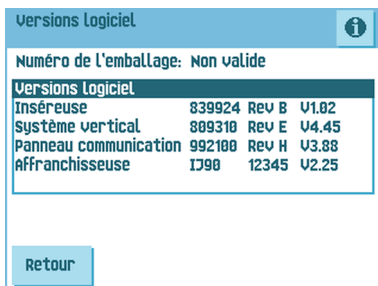 Versions logiciel
Numéro de l'emballage: Non valide
Versions logiciel
Inséreuse 839924 Rev B V1.02
Système vertical 809310 Rev E V4.45
Panneau communication 992100 Rev H V3.88
Affranchisseuse IJ90 12345 V2.25
Retour